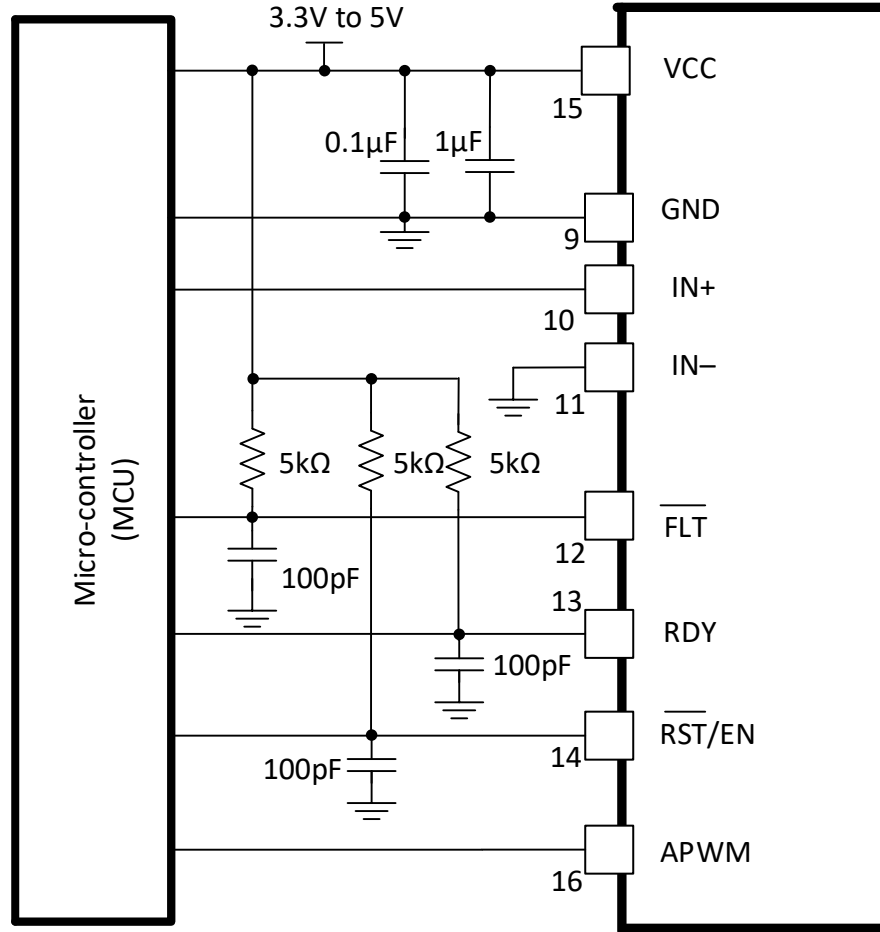 3.3V to 5V
VCC
15
0.1µF
1µF
GND
9
IN+
10
IN–
11
Micro-controller
(MCU)
5kΩ
5kΩ
5kΩ
FLT
12
100pF
13
RDY
100pF
RST/EN
14
100pF
APWM
16